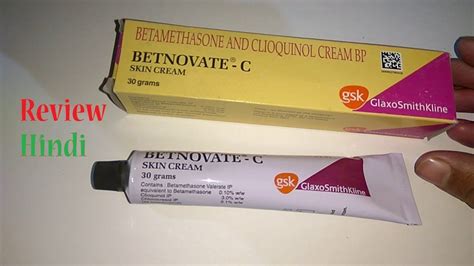 BETAMETHASONE AND CLIOQUINOL CREAM BP
BETNOVATE®-C
SKIN CREAM
30 grams
gsk GlaxoSmithKline
Review
Hindi
BETNOVATE-C
SKIN CREAM
30 grams
gsk GlaxoSmithKline
Contains : Betamethasone Valerate IP
equivalent to Betamethasone IP 0.10% w/w
Clioquinol IP 3.0% w/w